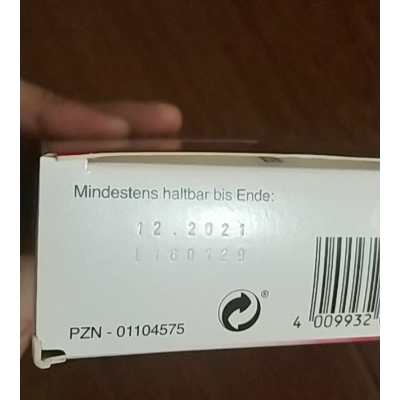 Mindestens haltbar bis Ende:
12.2021
L160129
PZN - 01104575
®
4 009932